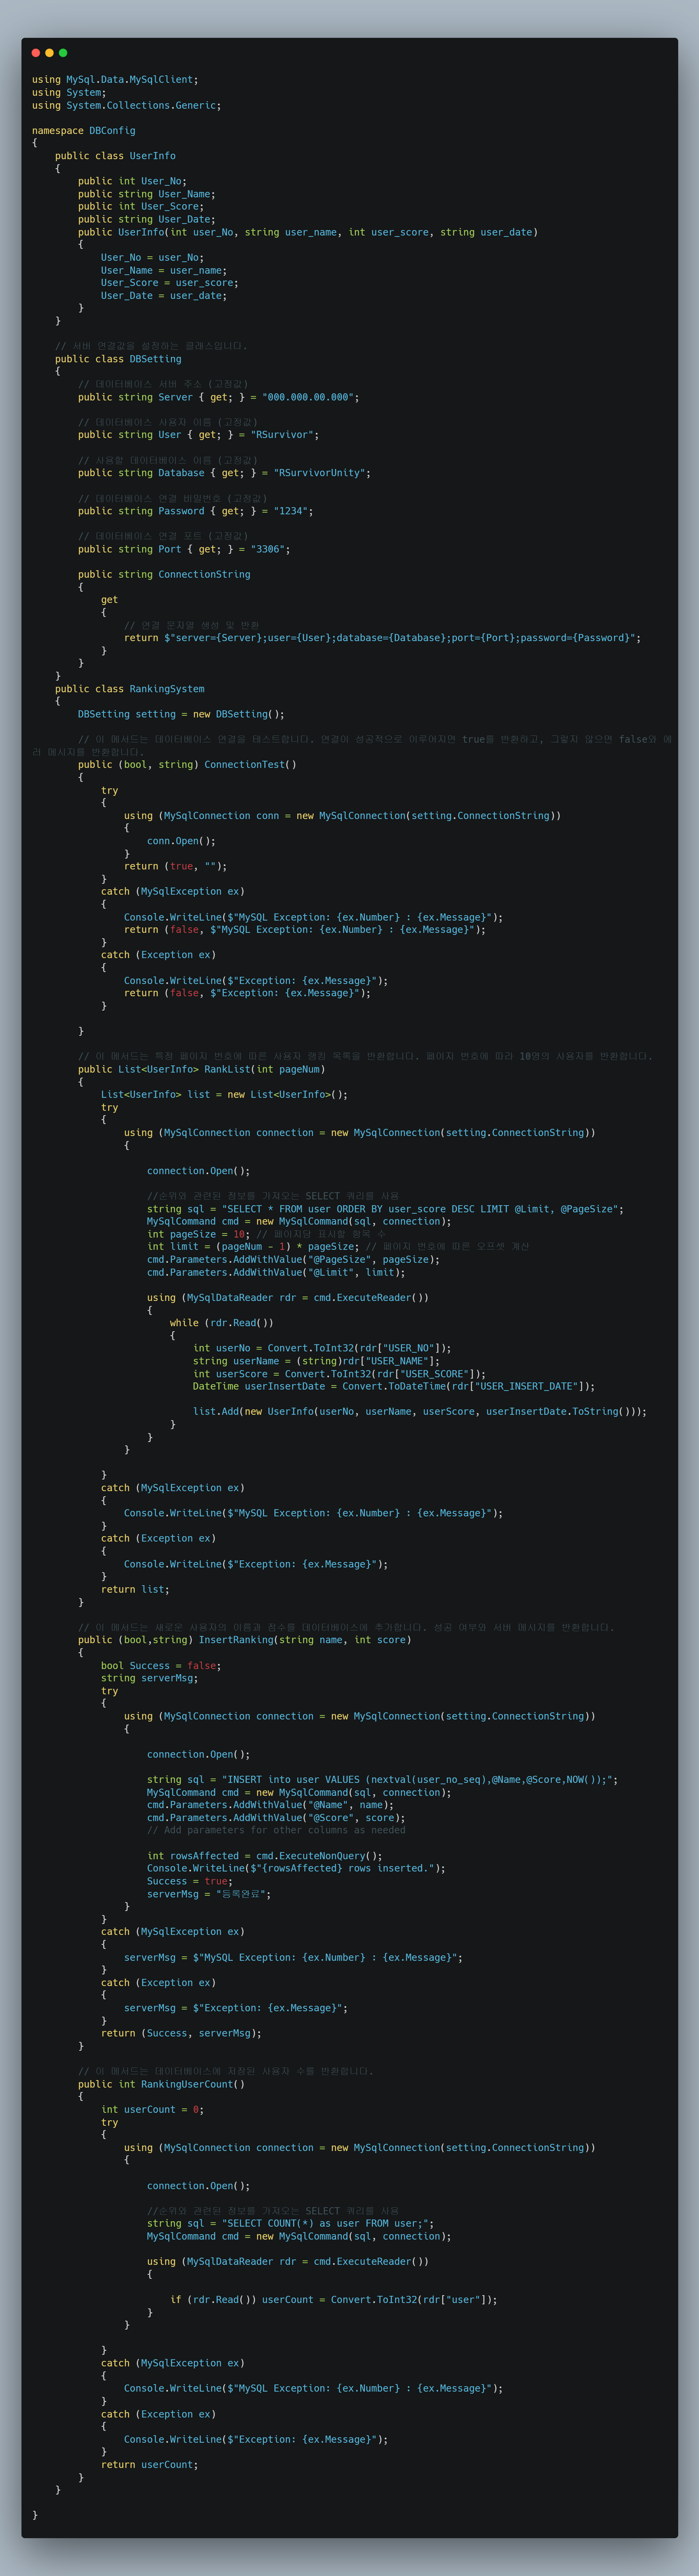 using MySql.Data.MySqlClient;
using System;
using System.Collections.Generic;

namespace DBConfig
{
    public class UserInfo
    {
        public int User_No;
        public string User_Name;
        public int User_Score;
        public string User_Date;
        public UserInfo(int user_No, string user_name, int user_score, string user_date)
        {
            User_No = user_No;
            User_Name = user_name;
            User_Score = user_score;
            User_Date = user_date;
        }
    }

    // 서버 연결값을 설정하는 클래스입니다.
    public class DBSetting
    {
        // 데이터베이스 서버 주소 (고정값)
        public string Server { get; } = "000.000.00.000";

        // 데이터베이스 사용자 이름 (고정값)
        public string User { get; } = "RSurvivor";

        // 사용할 데이터베이스 이름 (고정값)
        public string Database { get; } = "RSurvivorUnity";

        // 데이터베이스 연결 비밀번호 (고정값)
        public string Password { get; } = "1234";

        // 데이터베이스 연결 포트 (고정값)
        public string Port { get; } = "3306";

        public string ConnectionString
        {
            get
            {
                // 연결 문자열 생성 및 반환
                return $"server={Server};user={User};database={Database};port={Port};password={Password}";
            }
        }
    }
    public class RankingSystem
    {
        DBSetting setting = new DBSetting();

        // 이 메서드는 데이터베이스 연결을 테스트합니다. 연결이 성공적으로 이루어지면 true를 반환하고, 그렇지 않으면 false와 에
러 메시지를 반환합니다.
        public (bool, string) ConnectionTest()
        {
            try
            {
                using (MySqlConnection conn = new MySqlConnection(setting.ConnectionString))
                {
                    conn.Open();
                }
                return (true, "");
            }
            catch (MySqlException ex)
            {
                Console.WriteLine($"MySQL Exception: {ex.Number} : {ex.Message}");
                return (false, $"MySQL Exception: {ex.Number} : {ex.Message}");
            }
            catch (Exception ex)
            {
                Console.WriteLine($"Exception: {ex.Message}");
                return (false, $"Exception: {ex.Message}");
            }

        }

        // 이 메서드는 특정 페이지 번호에 따른 사용자 랭킹 목록을 반환합니다. 페이지 번호에 따라 10명의 사용자를 반환합니다.
        public List<UserInfo> RankList(int pageNum)
        {
            List<UserInfo> list = new List<UserInfo>();
            try
            {
                using (MySqlConnection connection = new MySqlConnection(setting.ConnectionString))
                {

                    connection.Open();

                    //순위와 관련된 정보를 가져오는 SELECT 쿼리를 사용
                    string sql = "SELECT * FROM user ORDER BY user_score DESC LIMIT @Limit, @PageSize";
                    MySqlCommand cmd = new MySqlCommand(sql, connection);
                    int pageSize = 10; // 페이지당 표시할 항목 수
                    int limit = (pageNum - 1) * pageSize; // 페이지 번호에 따른 오프셋 계산
                    cmd.Parameters.AddWithValue("@PageSize", pageSize);
                    cmd.Parameters.AddWithValue("@Limit", limit);

                    using (MySqlDataReader rdr = cmd.ExecuteReader())
                    {
                        while (rdr.Read())
                        {
                            int userNo = Convert.ToInt32(rdr["USER_NO"]);
                            string userName = (string)rdr["USER_NAME"];
                            int userScore = Convert.ToInt32(rdr["USER_SCORE"]);
                            DateTime userInsertDate = Convert.ToDateTime(rdr["USER_INSERT_DATE"]);

                            list.Add(new UserInfo(userNo, userName, userScore, userInsertDate.ToString()));
                        }
                    }
                }

            }
            catch (MySqlException ex)
            {
                Console.WriteLine($"MySQL Exception: {ex.Number} : {ex.Message}");
            }
            catch (Exception ex)
            {
                Console.WriteLine($"Exception: {ex.Message}");
            }
            return list;
        }

        // 이 메서드는 새로운 사용자의 이름과 점수를 데이터베이스에 추가합니다. 성공 여부와 서버 메시지를 반환합니다.
        public (bool,string) InsertRanking(string name, int score)
        {
            bool Success = false;
            string serverMsg;
            try
            {
                using (MySqlConnection connection = new MySqlConnection(setting.ConnectionString))
                {

                    connection.Open();

                    string sql = "INSERT into user VALUES (nextval(user_no_seq),@Name,@Score,NOW());";
                    MySqlCommand cmd = new MySqlCommand(sql, connection);
                    cmd.Parameters.AddWithValue("@Name", name);
                    cmd.Parameters.AddWithValue("@Score", score);
                    // Add parameters for other columns as needed

                    int rowsAffected = cmd.ExecuteNonQuery();
                    Console.WriteLine($"{rowsAffected} rows inserted.");
                    Success = true;
                    serverMsg = "등록완료";
                }
            }
            catch (MySqlException ex)
            {
                serverMsg = $"MySQL Exception: {ex.Number} : {ex.Message}";
            }
            catch (Exception ex)
            {
                serverMsg = $"Exception: {ex.Message}";
            }
            return (Success, serverMsg);
        }

        // 이 메서드는 데이터베이스에 저장된 사용자 수를 반환합니다.
        public int RankingUserCount()
        {
            int userCount = 0;
            try
            {
                using (MySqlConnection connection = new MySqlConnection(setting.ConnectionString))
                {

                    connection.Open();

                    //순위와 관련된 정보를 가져오는 SELECT 쿼리를 사용
                    string sql = "SELECT COUNT(*) as user FROM user;";
                    MySqlCommand cmd = new MySqlCommand(sql, connection);

                    using (MySqlDataReader rdr = cmd.ExecuteReader())
                    {

                        if (rdr.Read()) userCount = Convert.ToInt32(rdr["user"]);
                    }
                }

            }
            catch (MySqlException ex)
            {
                Console.WriteLine($"MySQL Exception: {ex.Number} : {ex.Message}");
            }
            catch (Exception ex)
            {
                Console.WriteLine($"Exception: {ex.Message}");
            }
            return userCount;
        }
    }

}